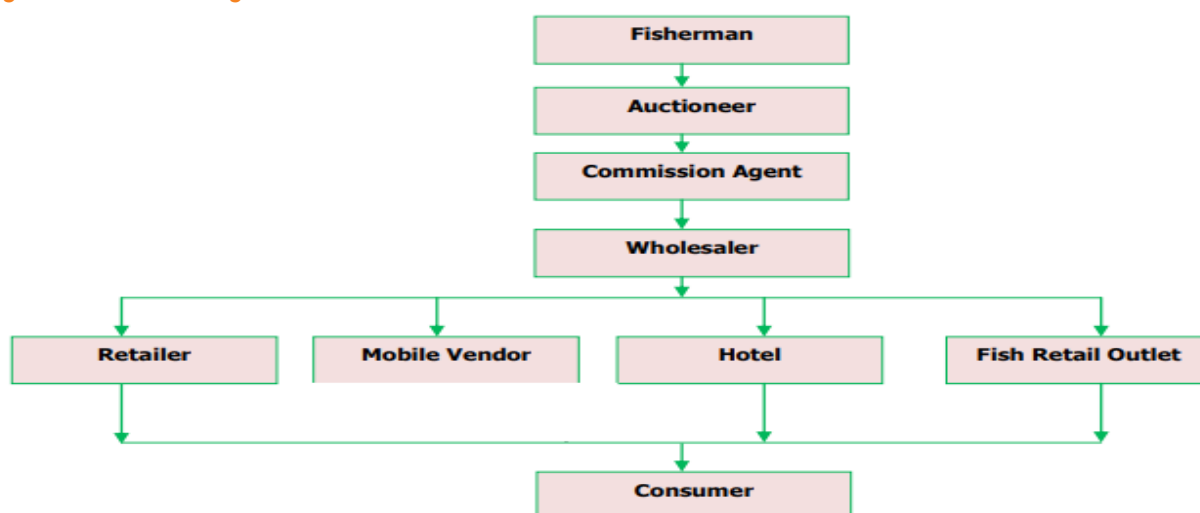 Fisherman
Auctioneer
Commission Agent
Wholesaler
Retailer
Mobile Vendor
Hotel
Fish Retail Outlet
Consumer